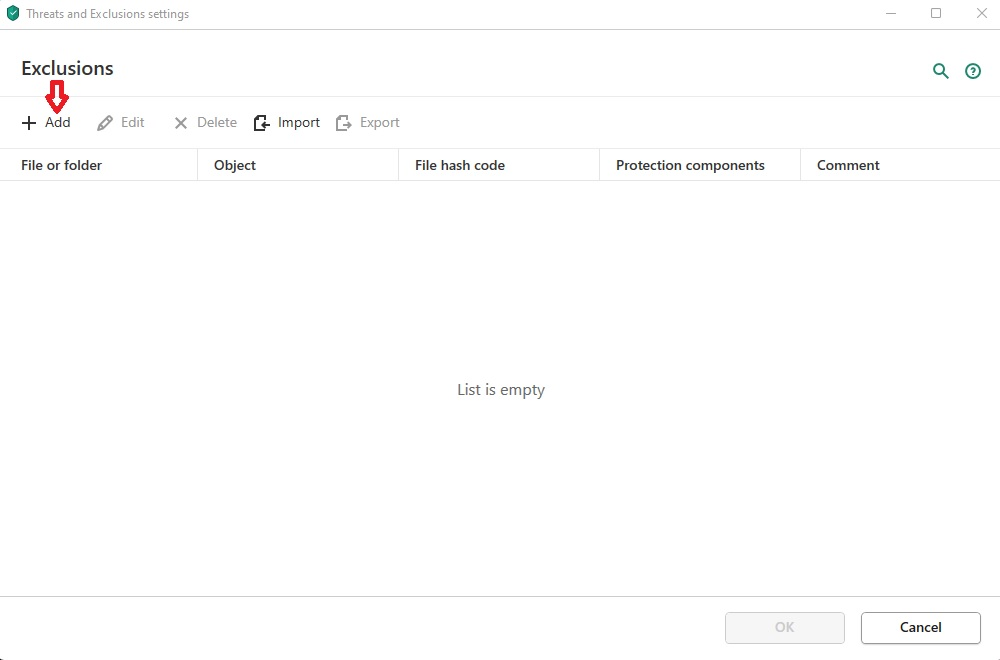 Threats and Exclusions settings
Exclusions
Add Edit Delete Import Export
File or folder Object File hash code Protection components Comment
List is empty
OK Cancel